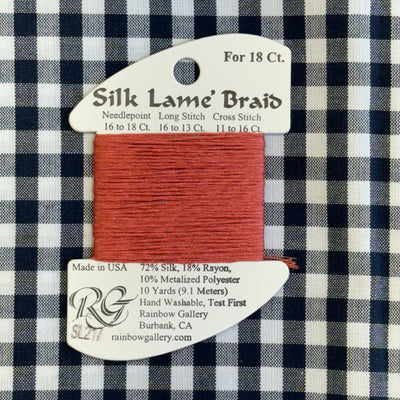 For 18 Ct.
Silk Lame' Braid
Needlepoint Long Stitch Cross Stitch
16 to 18 Ct. 16 to 13 Ct. 11 to 16 Ct.
Made in USA 72% Silk, 18% Rayon,
10% Metalized Polyester
10 Yards (9.1 Meters)
RG Hand Washable, Test First
Rainbow Gallery
SL217 Burbank, CA
rainbowgallery.com